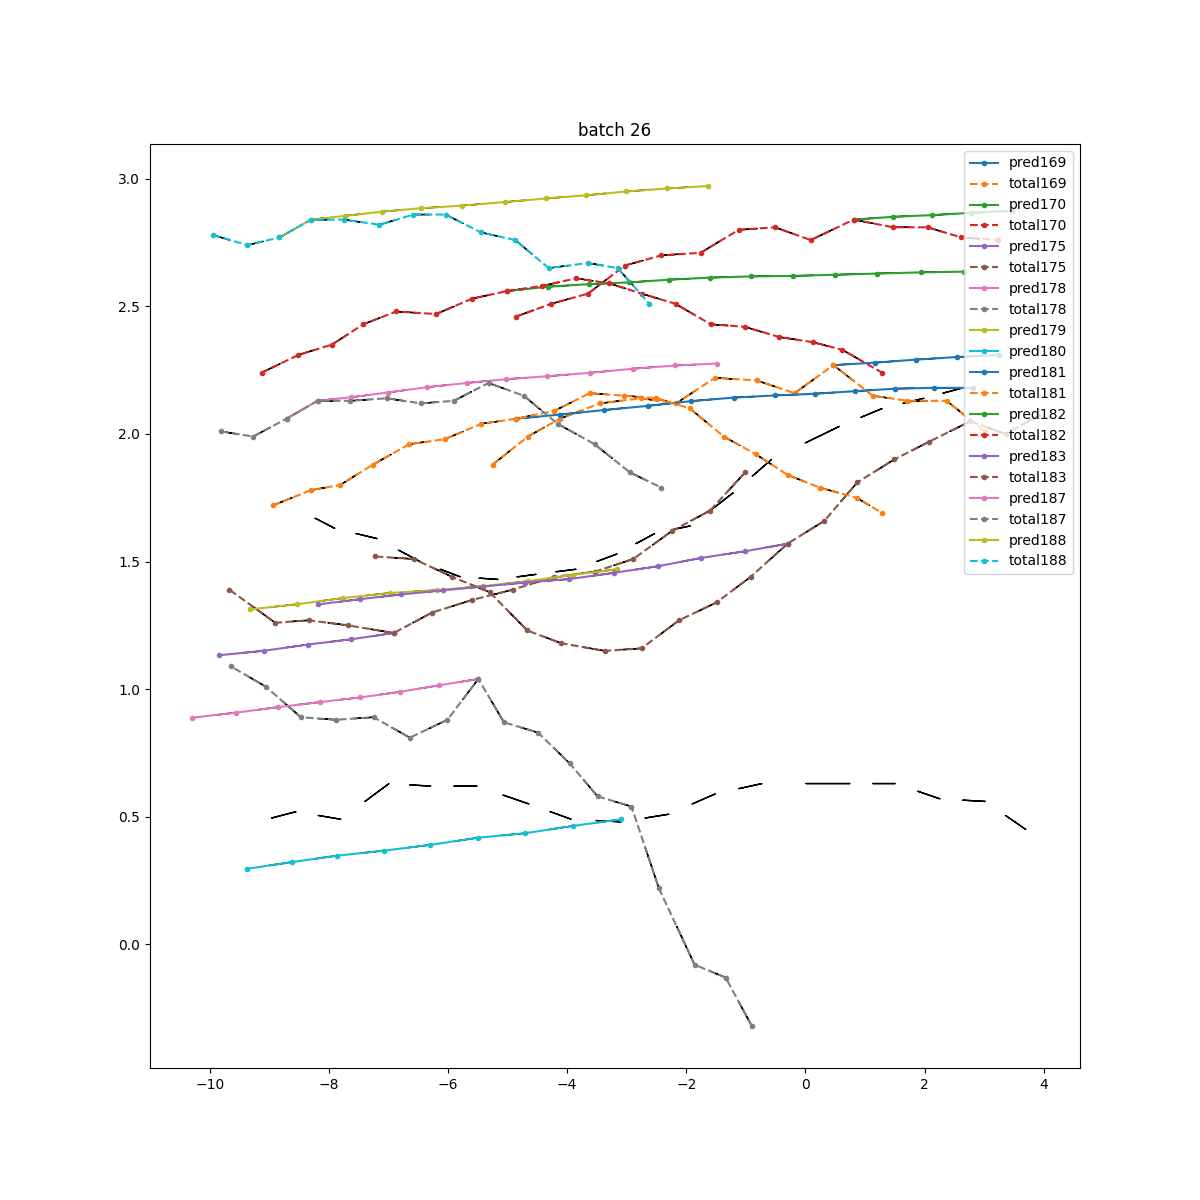 batch 26
pred169
total169
pred170
total170
pred175
total175
pred178
total178
pred179
pred180
pred181
total181
pred182
total182
pred183
total183
pred187
total187
pred188
total188
3.0
2.5
2.0
1.5
1.0
0.5
0.0
−10
−8
−6
−4
−2
0
2
4